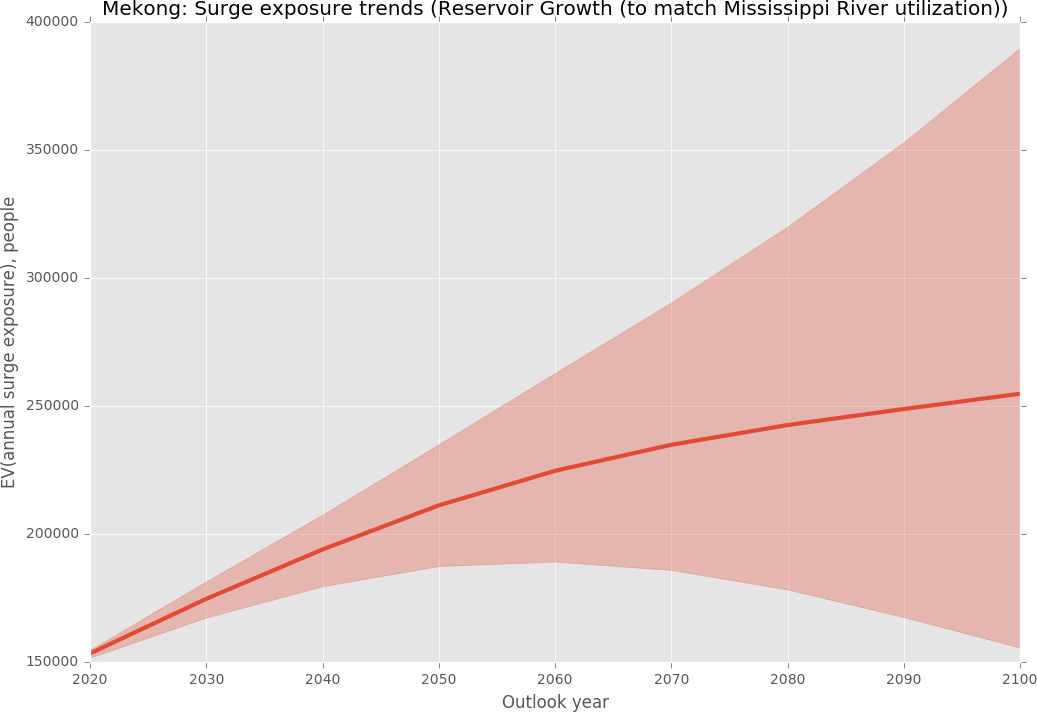 Mekong: Surge exposure trends (Reservoir Growth (to match Mississippi River utilization))
400000
350000
300000
250000
200000
150000
EV(annual surge exposure), people
2020 2030 2040 2050 2060 2070 2080 2090 2100
Outlook year